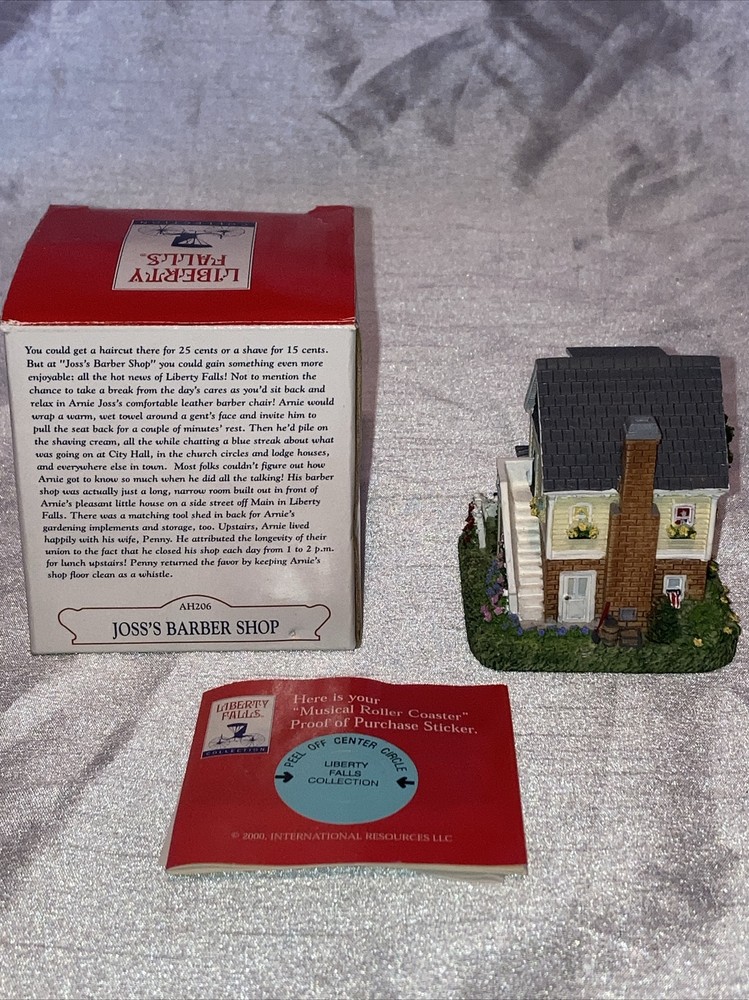 LIBERTY
FALLS™
COLLECTION
You could get a haircut there for 25 cents or a shave for 15 cents.
But at "Joss's Barber Shop" you could gain something even more
enjoyable: all the hot news of Liberty Falls! Not to mention the
chance to take a break from the day's cares as you'd sit back and
relax in Arnie Joss's comfortable leather barber chair! Arnie would
wrap a warm, wet towel around a gent's face and invite him to
pull the seat back for a couple of minutes' rest. Then he'd pile on
the shaving cream, all the while chatting a blue streak about what
was going on at City Hall, in the church circles and lodge houses,
and everywhere else in town. Most folks couldn't figure out how
Arnie got to know so much when he did all the talking! His barber
shop was actually just a long, narrow room built out in front of
Arnie's pleasant little house on a side street off Main in Liberty
Falls. There was a matching tool shed in back for Arnie's
gardening implements and storage, too. Upstairs, Arnie lived
happily with his wife, Penny. He attributed the longevity of their
union to the fact that he closed his shop each day from 1 to 2 p.m.
for lunch upstairs! Penny returned the favor by keeping Arnie's
shop floor clean as a whistle.
AH206
JOSS'S BARBER SHOP
LIBERTY
FALLS™
COLLECTION
Here is your
"Musical Roller Coaster"
Proof of Purchase Sticker.
PEEL OFF CENTER CIRCLE
LIBERTY
FALLS
COLLECTION
© 2000, INTERNATIONAL RESOURCES LLC